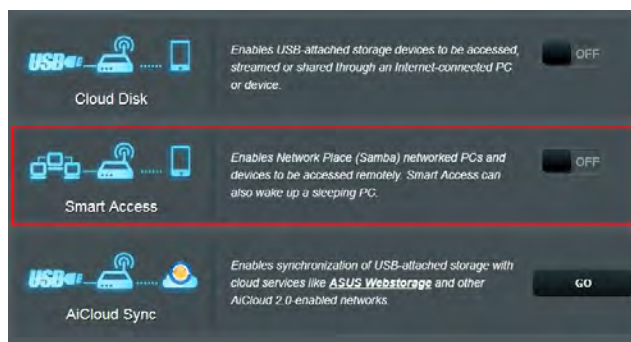 USB
Cloud Disk
Enables USB-attached storage devices to be accessed,
streamed or shared through an Internet-connected PC
or device.
OFF
Smart Access
Enables Network Place (Samba) networked PCs and
devices to be accessed remotely. Smart Access can
also wake up a sleeping PC.
OFF
USB
AiCloud Sync
Enables synchronization of USB-attached storage with
cloud services like ASUS Webstorage and other
AiCloud 2.0-enabled networks.
GO